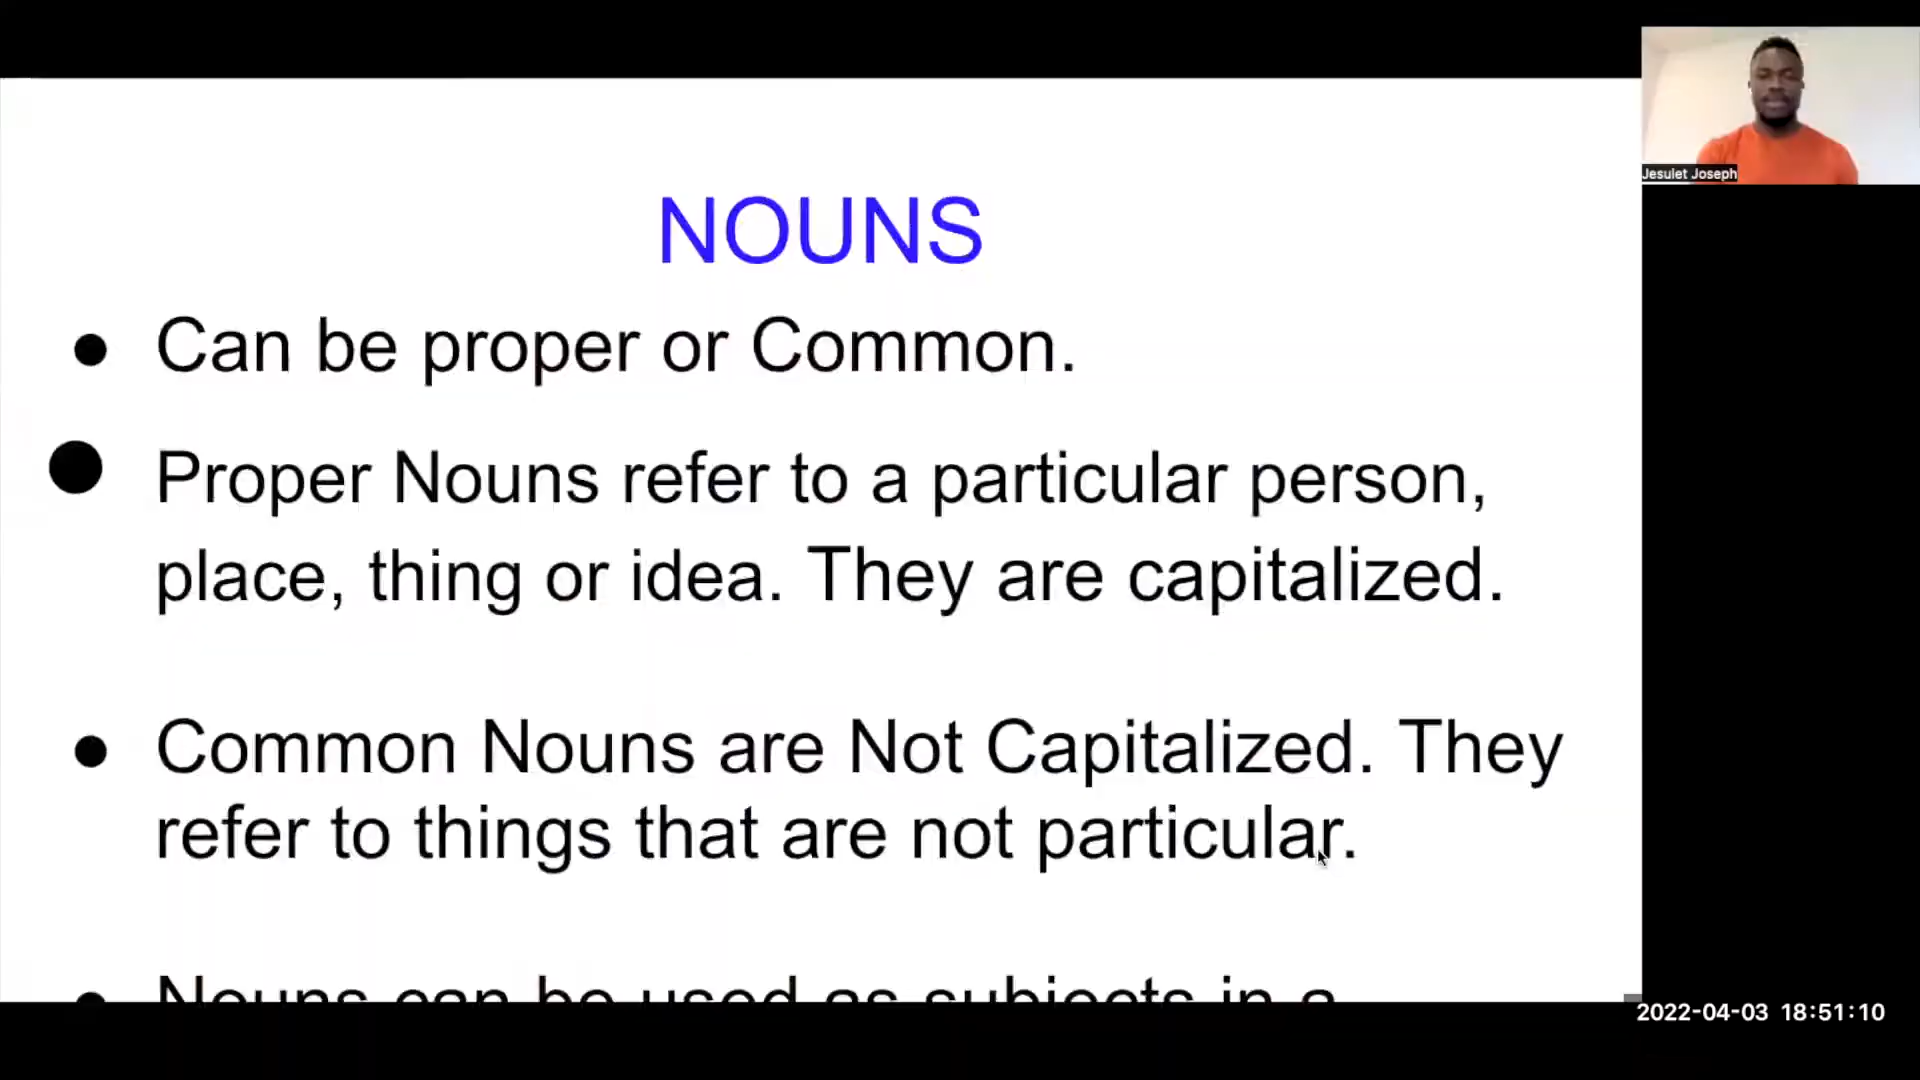 NOUNS
• Can be proper or Common.
• Proper Nouns refer to a particular person,
place, thing or idea. They are capitalized.
• Common Nouns are Not Capitalized. They
refer to things that are not particular.
• Nouns can be used as subjects in a
Jesulet Joseph
2022-04-03 18:51:10